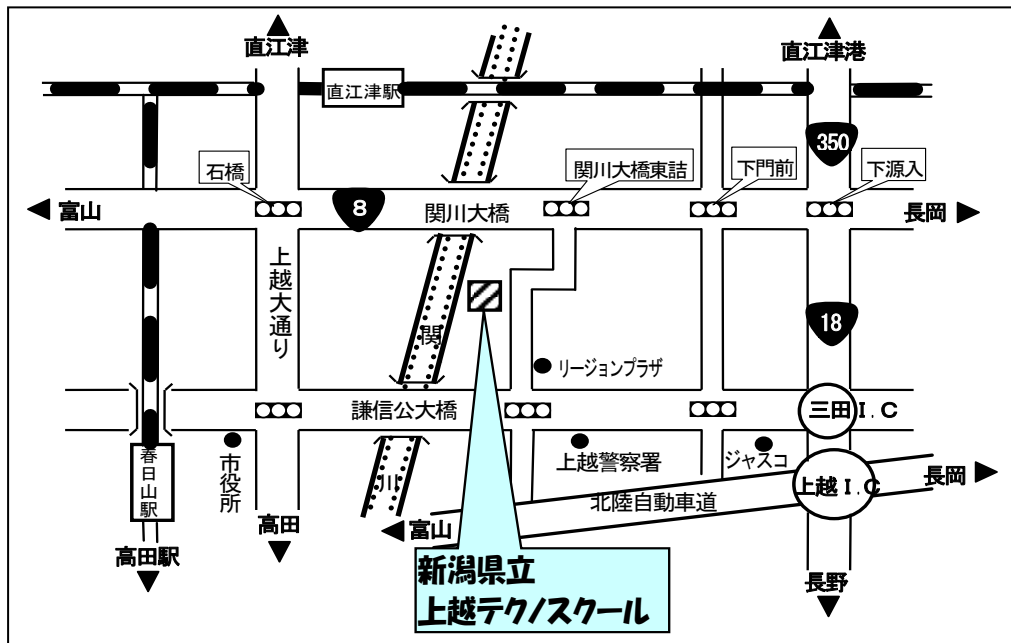 直江津
直江津港
直江津駅
350
石橋
関川大橋東詰
下門前
下源入
富山
8
関川大橋
長岡
上越大通り
18
関
リージョンプラザ
謙信公大橋
三田I.C
春日山駅
市役所
川
上越警察署
ジャスコ
上越I.C
長岡
北陸自動車道
高田
富山
高田駅
長野
新潟県立
上越テクノスクール